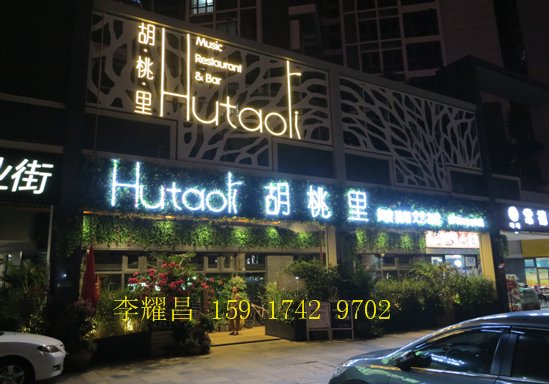 胡·桃·里
Music
Restaurant
& Bar
Hutaoli
业街
Hutaoli 胡桃里
李耀昌 159 1742 9702